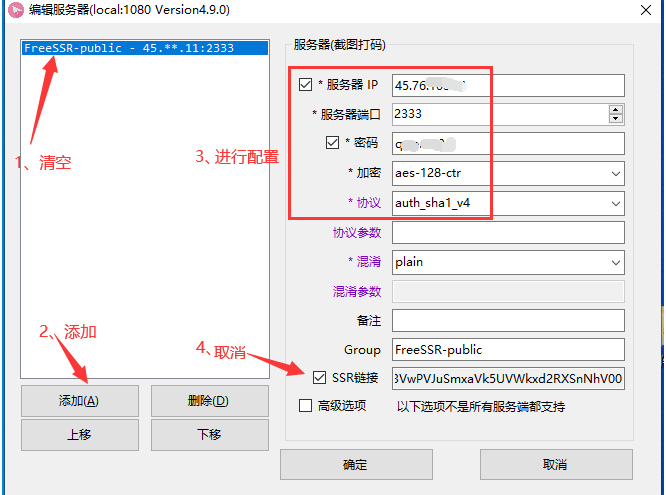 编辑服务器(local:1080 Version4.9.0)
FreeSSR-public - 45.**.11:2333
1、清空
2、添加
添加(A)
删除(D)
上移
下移
服务器(截图打码)
3、进行配置
* 服务器 IP 45.76.
* 服务器端口 2333
* 密码
* 加密 aes-128-ctr
* 协议 auth_sha1_v4
协议参数
* 混淆 plain
混淆参数
备注
Group FreeSSR-public
4、取消
SSR链接 3VwPVJuSmxaVk5UVWkxd2RXSnNhV00
高级选项 以下选项不是所有服务端都支持
确定
取消